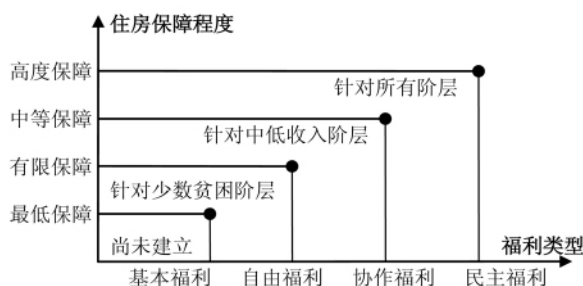 住房保障程度
高度保障
针对所有阶层
中等保障
针对中低收入阶层
有限保障
针对少数贫困阶层
最低保障
尚未建立
福利类型
基本福利 自由福利 协作福利 民主福利